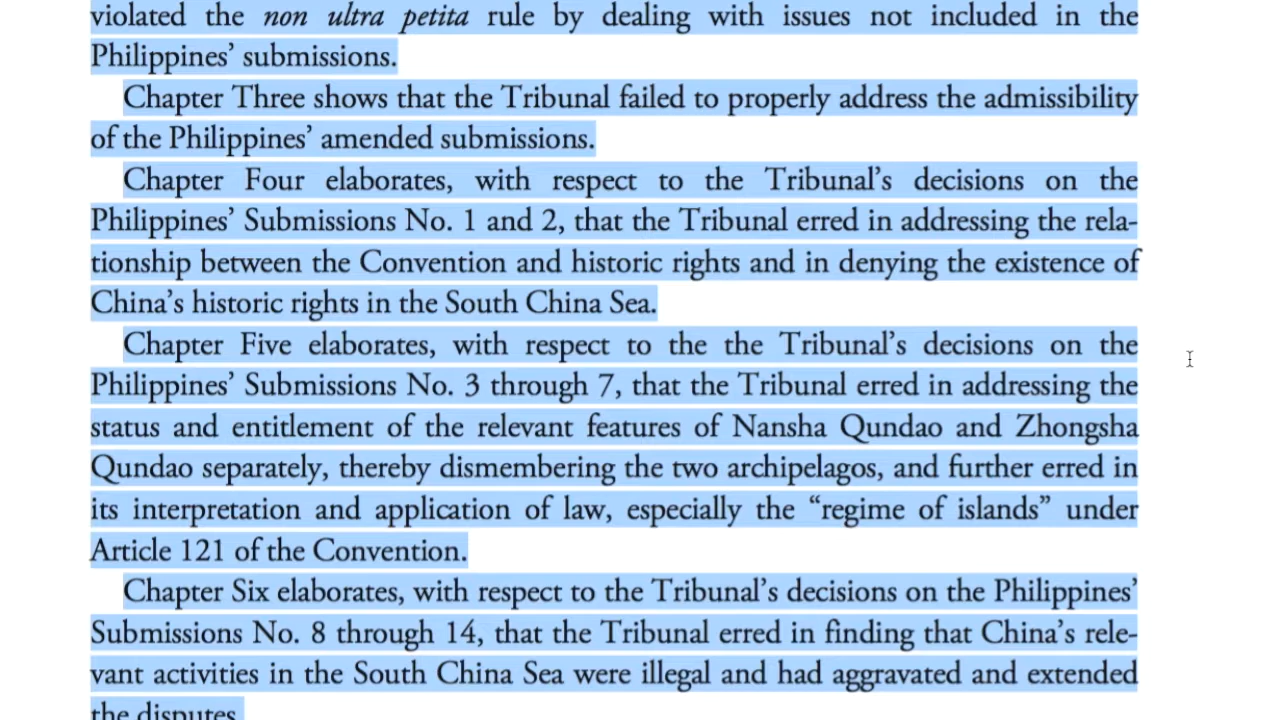 violated the non ultra petita rule by dealing with issues not included in the
Philippines’ submissions.
Chapter Three shows that the Tribunal failed to properly address the admissibility
of the Philippines’ amended submissions.
Chapter Four elaborates, with respect to the Tribunal’s decisions on the
Philippines’ Submissions No. 1 and 2, that the Tribunal erred in addressing the rela-
tionship between the Convention and historic rights and in denying the existence of
China’s historic rights in the South China Sea.
Chapter Five elaborates, with respect to the the Tribunal’s decisions on the
Philippines’ Submissions No. 3 through 7, that the Tribunal erred in addressing the
status and entitlement of the relevant features of Nansha Qundao and Zhongsha
Qundao separately, thereby dismembering the two archipelagos, and further erred in
its interpretation and application of law, especially the “regime of islands” under
Article 121 of the Convention.
Chapter Six elaborates, with respect to the Tribunal’s decisions on the Philippines’
Submissions No. 8 through 14, that the Tribunal erred in finding that China’s rele-
vant activities in the South China Sea were illegal and had aggravated and extended
the disputes.